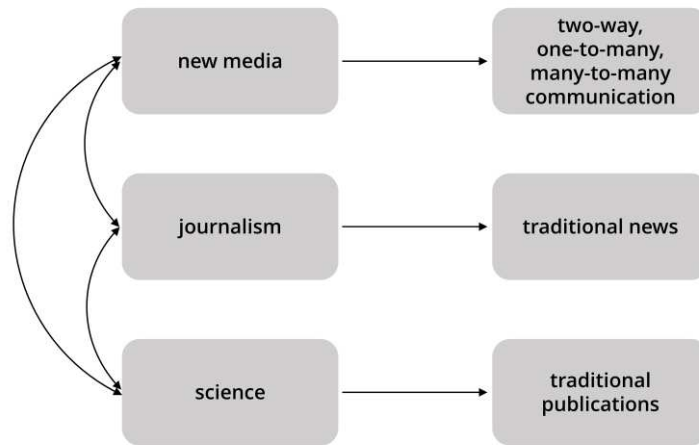 new media
two-way,
one-to-many,
many-to-many
communication
journalism
traditional news
science
traditional
publications